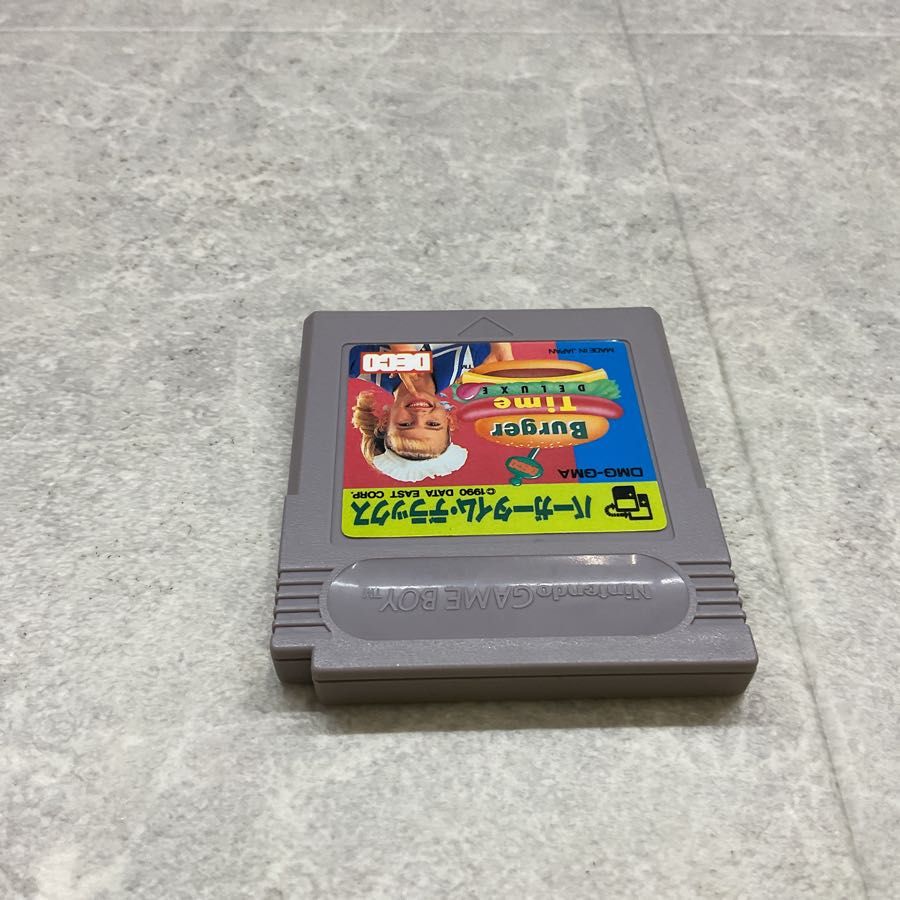 Nintendo GAME BOY TM
バーガータイム・デラックス
©1990 DATA EAST CORP.
DMG-GMA
Burger
Time
DELUXE
TM
MADE IN JAPAN
DECO